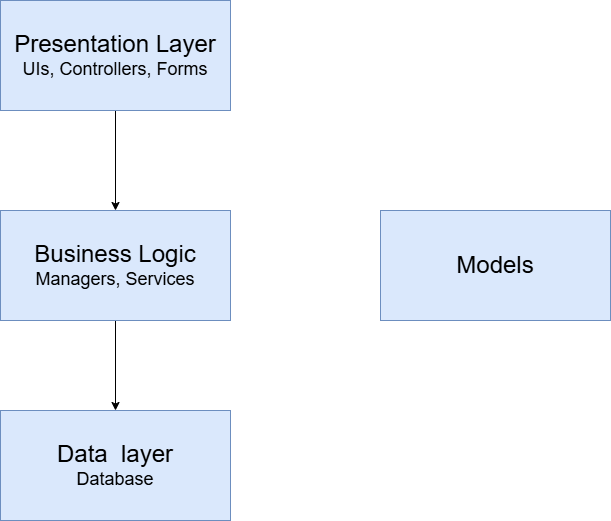 Presentation Layer
UIs, Controllers, Forms
Business Logic
Managers, Services
Models
Data  layer
Database